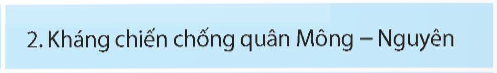 2. Kháng chiến chống quân Mông – Nguyên